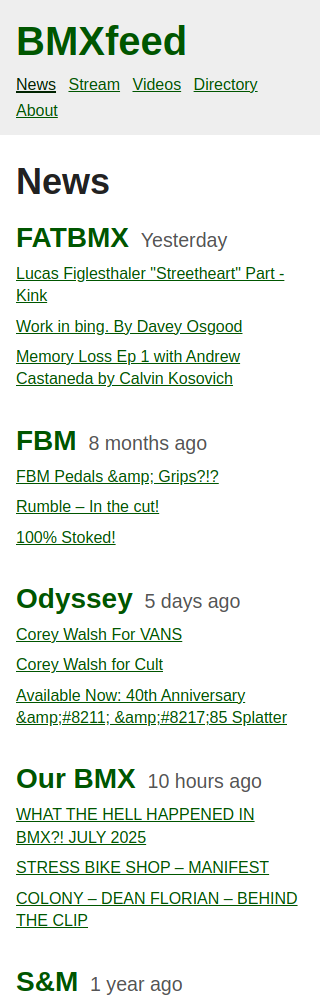 BMXfeed
News Stream Videos Directory
About
News
FATBMX Yesterday
Lucas Figlesthaler "Streetheart" Part -
Kink
Work in bing. By Davey Osgood
Memory Loss Ep 1 with Andrew
Castaneda by Calvin Kosovich
FBM 8 months ago
FBM Pedals &amp; Grips?!?
Rumble – In the cut!
100% Stoked!
Odyssey 5 days ago
Corey Walsh For VANS
Corey Walsh for Cult
Available Now: 40th Anniversary
&amp;#8211; &amp;#8217;85 Splatter
Our BMX 10 hours ago
WHAT THE HELL HAPPENED IN
BMX?! JULY 2025
STRESS BIKE SHOP – MANIFEST
COLONY – DEAN FLORIAN – BEHIND
THE CLIP
S&M 1 year ago